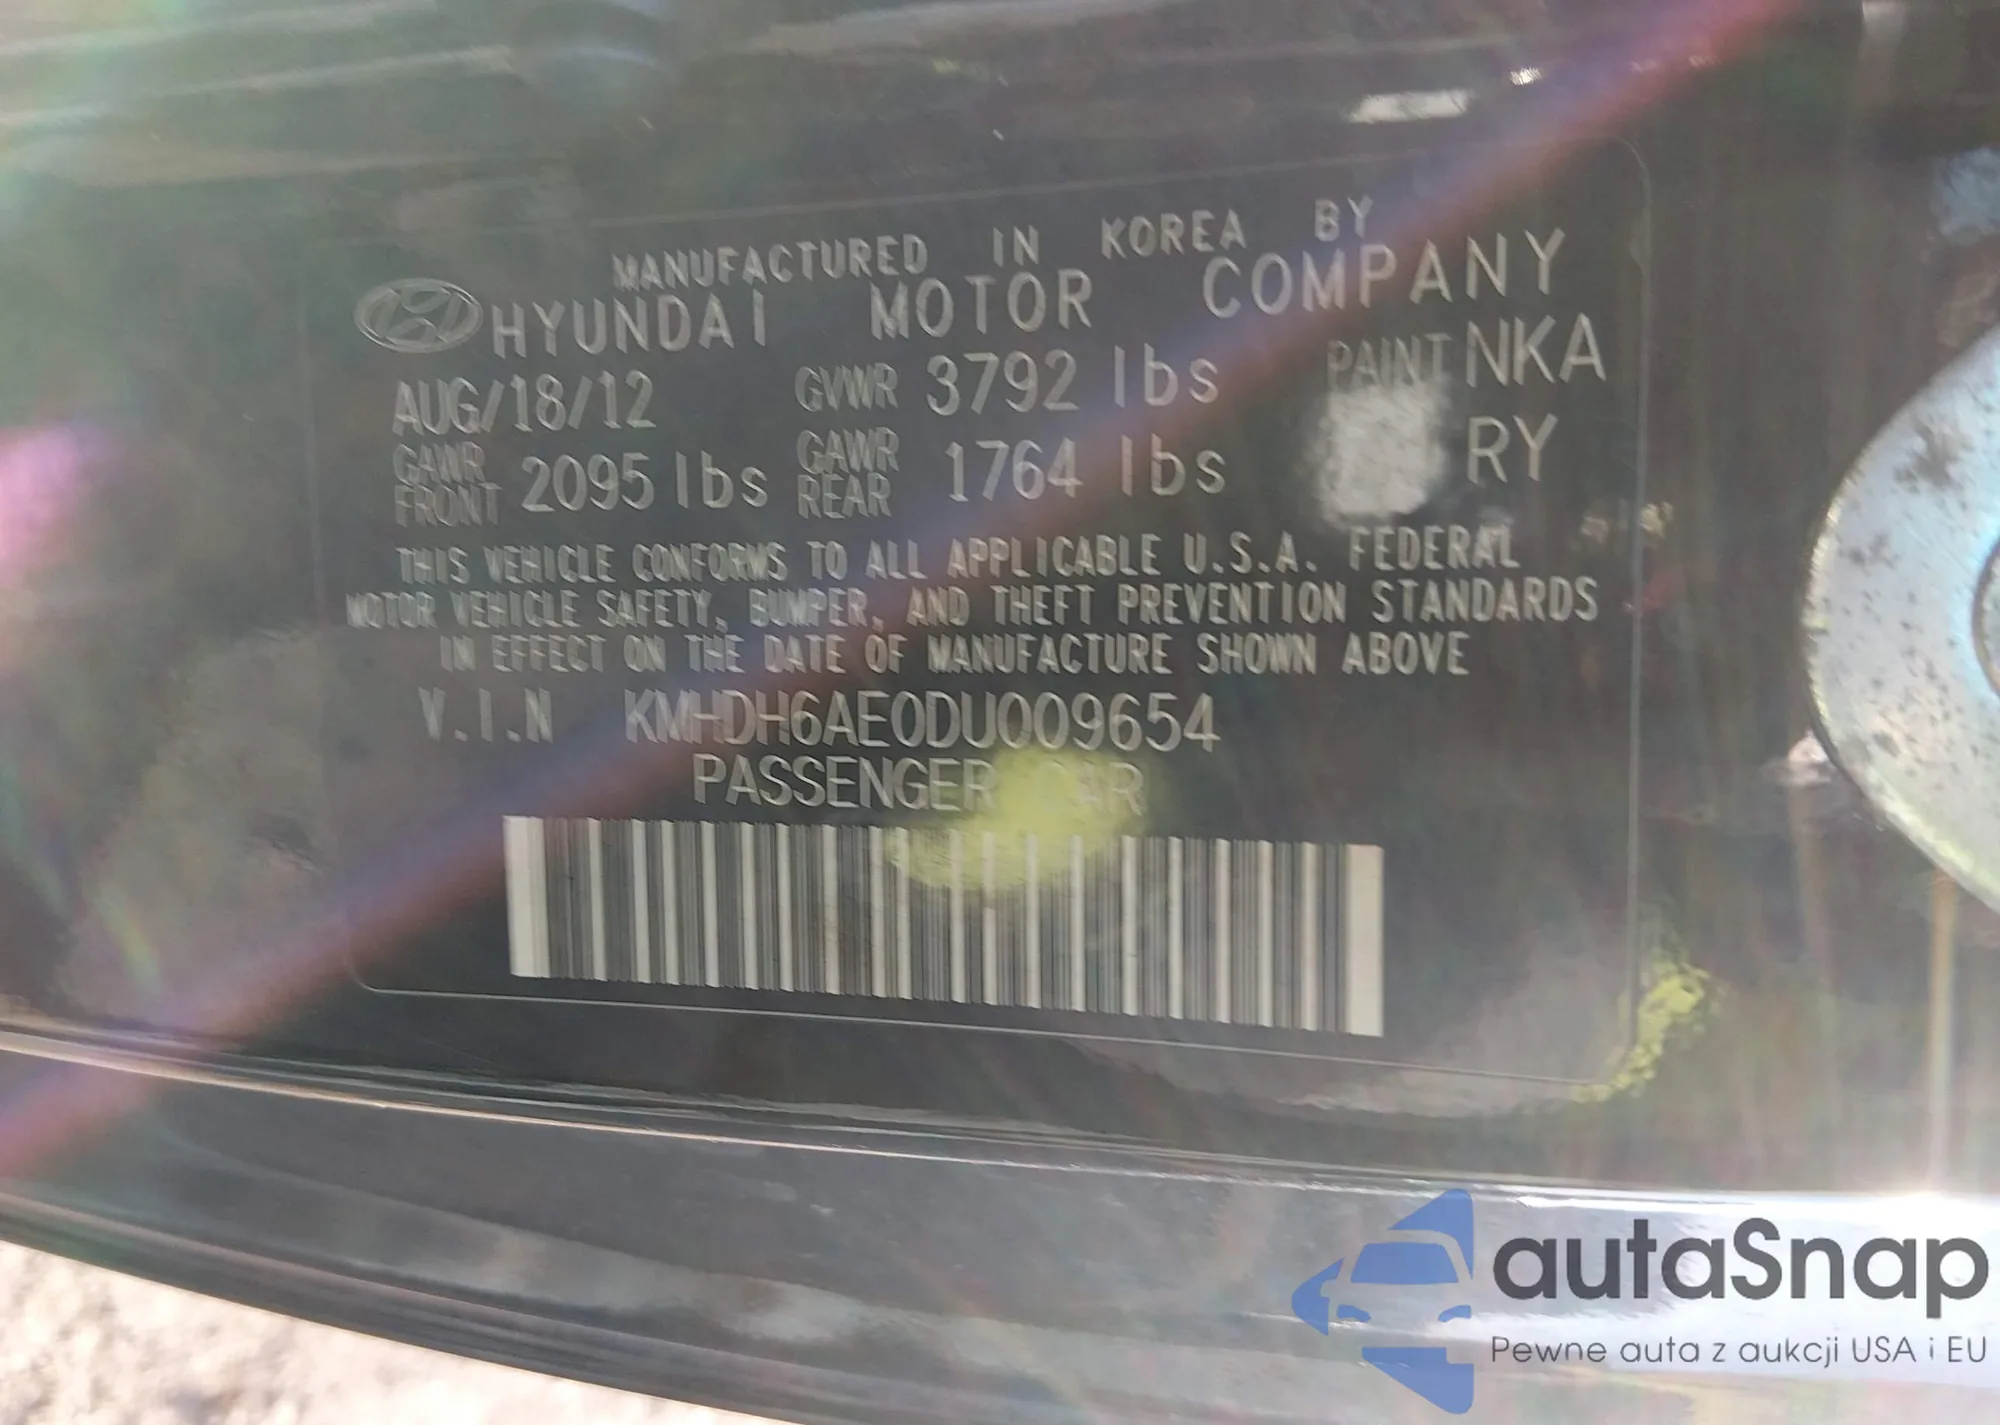 MANUFACTURED IN KOREA BY
HYUNDAI MOTOR COMPANY
AUG/18/12 GVWR 3792 lbs PAINT NKA
GAWR FRONT 2095 lbs GAWR REAR 1764 lbs RY
THIS VEHICLE CONFORMS TO ALL APPLICABLE U.S.A. FEDERAL
MOTOR VEHICLE SAFETY, BUMPER, AND THEFT PREVENTION STANDARDS
IN EFFECT ON THE DATE OF MANUFACTURE SHOWN ABOVE
V.I.N KMHDH6AE0DU009654
PASSENGER CAR
autaSnap
Pewne auta z aukcji USA i EU